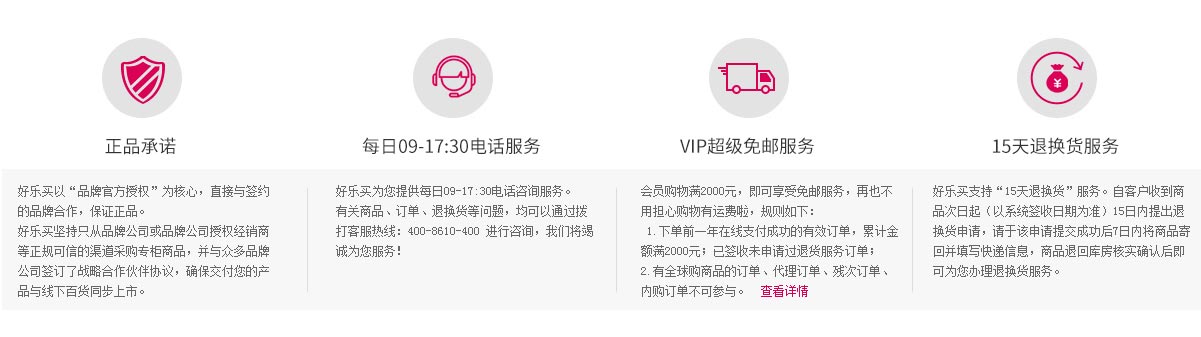 正品承诺
好乐买以“品牌官方授权”为核心，直接与签约
的品牌合作，保证正品。
好乐买坚持只从品牌公司或品牌公司授权经销商
等正规可信的渠道采购专柜商品，并与众多品牌
公司签订了战略合作伙伴协议，确保交付您的产
品与线下百货同步上市。
每日09-17:30电话服务
好乐买为您提供每日09-17:30电话咨询服务。
有关商品、订单、退换货等问题，均可以通过拨
打客服热线：400-8610-400 进行咨询，我们将竭
诚为您服务！
VIP超级免邮服务
会员购物满2000元，即可享受免邮服务，再也不
用担心购物有运费啦，规则如下：
1.下单前一年在线支付成功的有效订单，累计金
额满2000元；已签收未申请过退货服务订单；
2.有全球购商品的订单、代理订单、残次订单、
内购订单不可参与。 查看详情
15天退换货服务
好乐买支持“15天退换货”服务。自客户收到商
品次日起（以系统签收日期为准）15日内提出退
换货申请，请于该申请提交成功后7日内将商品寄
回并填写快递信息，商品退回库房核实确认后即
可为您办理退换货服务。